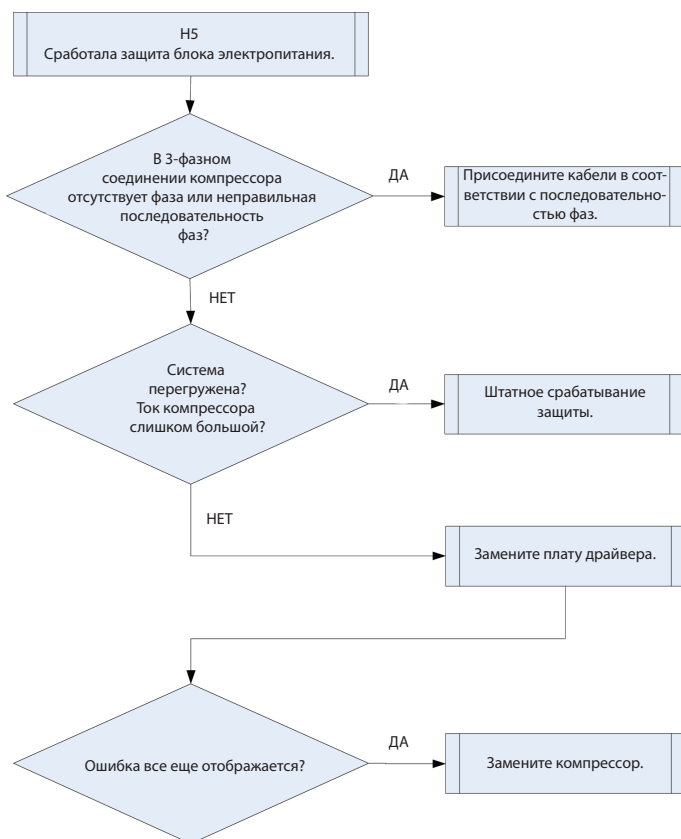 H5
Сработала защита блока электропитания.
В 3-фазном
соединении компрессора
отсутствует фаза или неправильная
последовательность
фаз?
ДА
Присоедините кабели в соот-
ветствии с последовательно-
стью фаз.
НЕТ
Система
перегружена?
Ток компрессора
слишком большой?
ДА
Штатное срабатывание
защиты.
НЕТ
Замените плату драйвера.
Ошибка все еще отображается?
ДА
Замените компрессор.